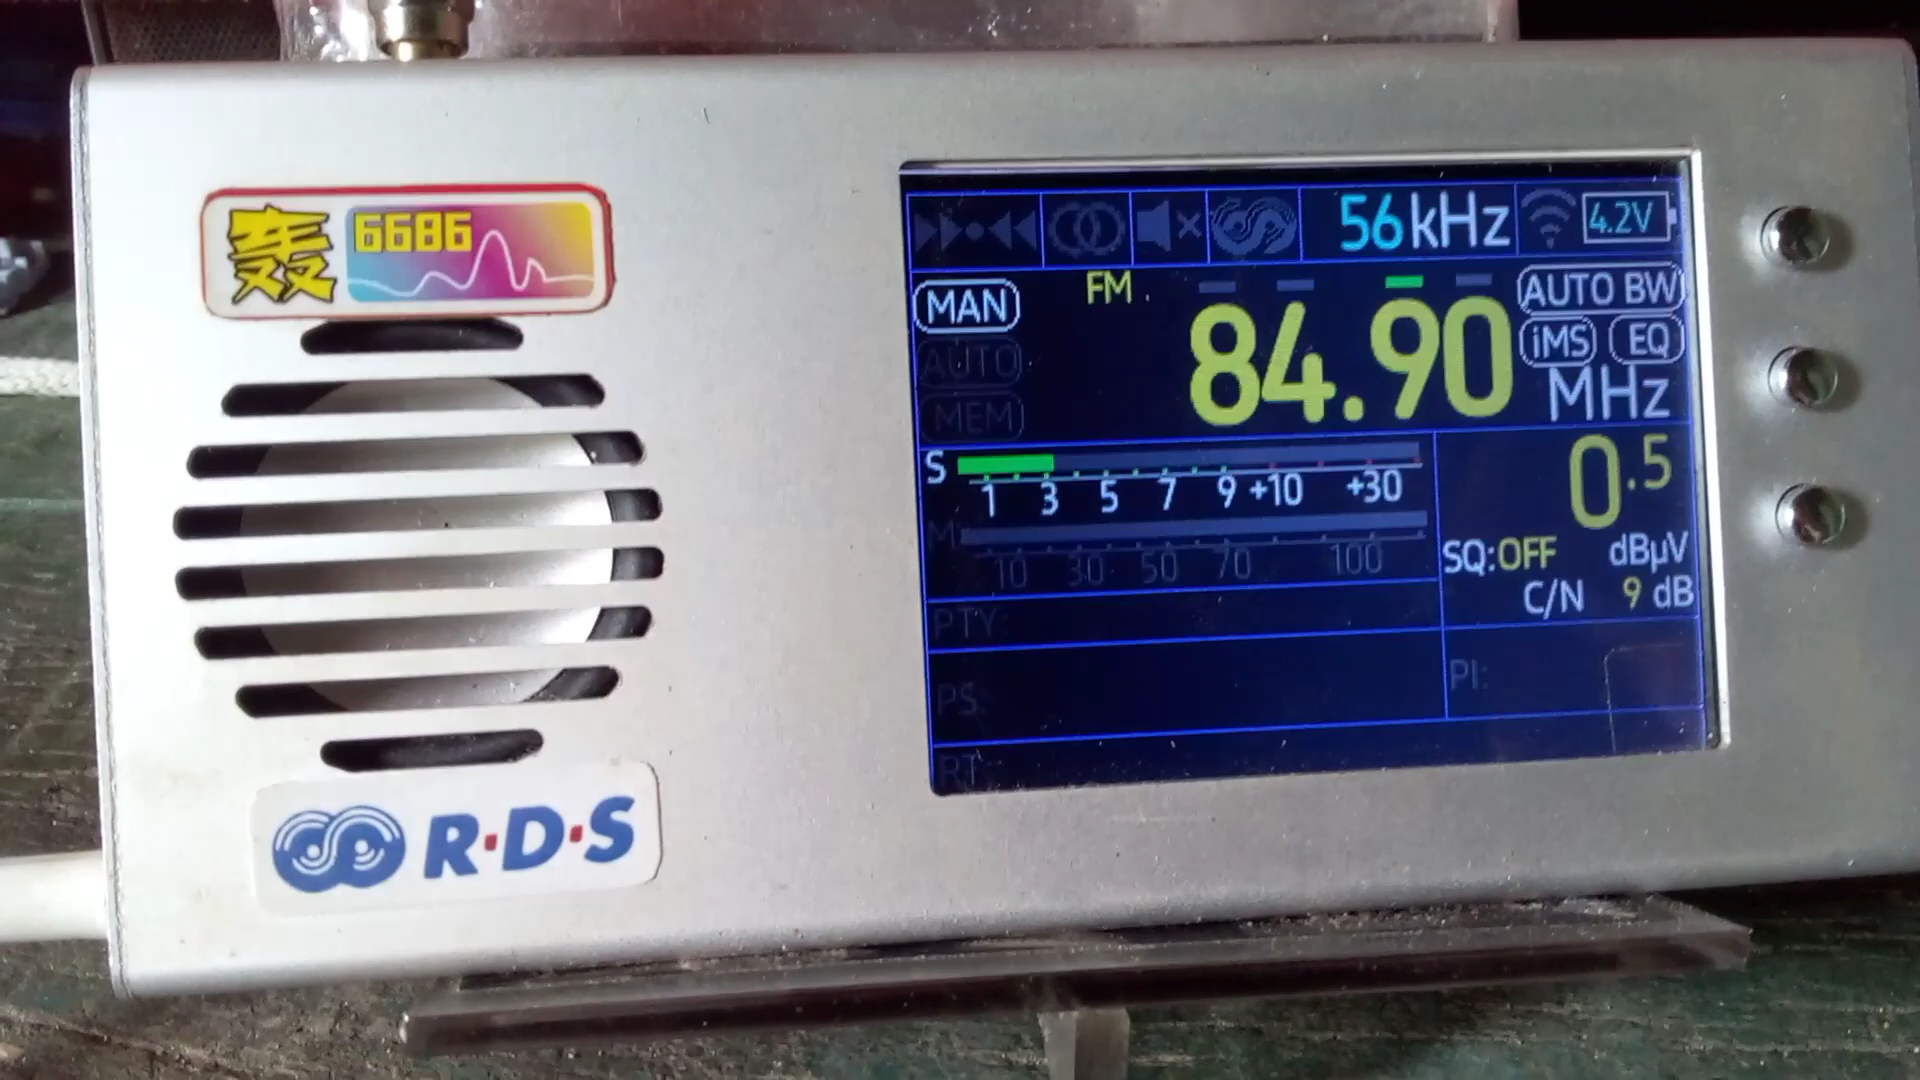 轰 6686
R·D·S
56kHz 4.2V
MAN
AUTO
MEM
FM
84.90
AUTO BW
iMS EQ
MHz
S
1 3 5 7 9 +10 +30
M
10 30 50 70 100
0.5
SQ:OFF dBµV
C/N 9 dB
PTY:
PS:
PI:
RT: